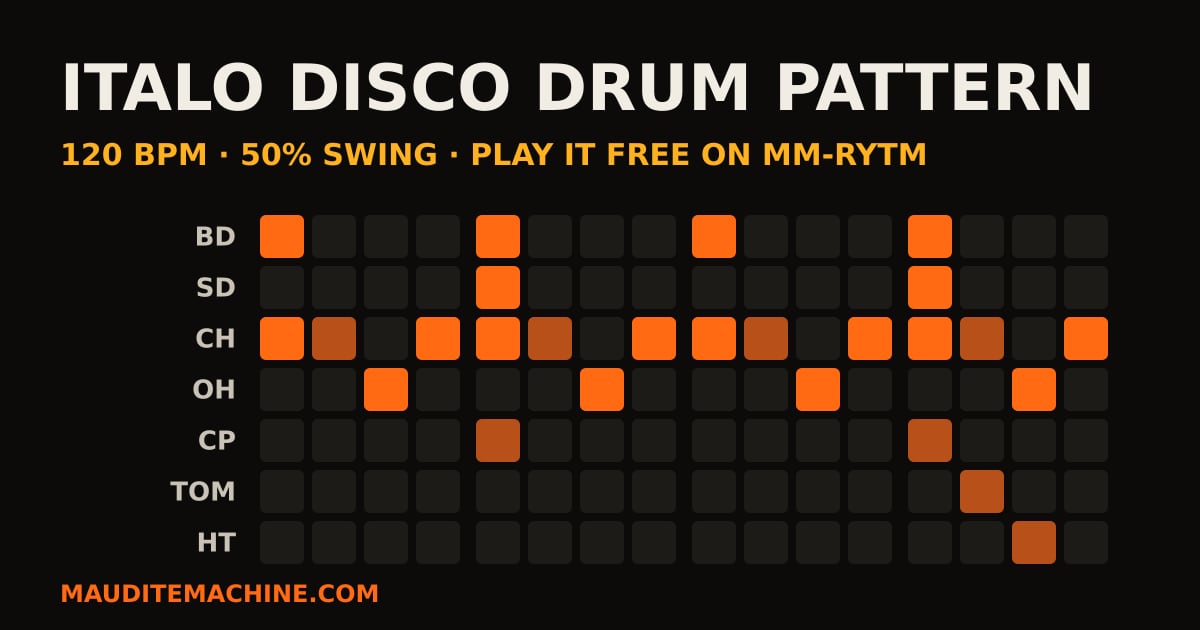 ITALO DISCO DRUM PATTERN
120 BPM · 50% SWING · PLAY IT FREE ON MM-RYTM
BD
SD
CH
OH
CP
TOM
HT
MAUDITEMACHINE.COM